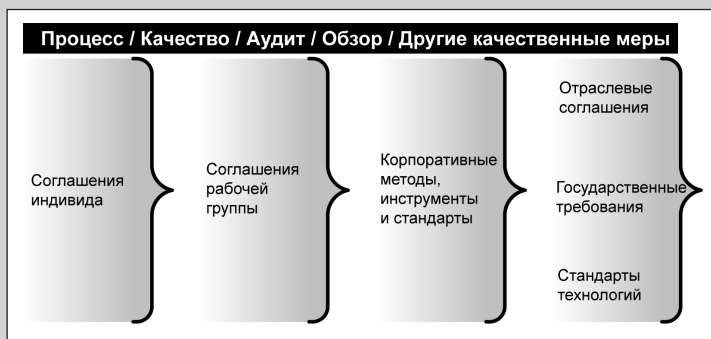 Процесс / Качество / Аудит / Обзор / Другие качественные меры
Соглашения
индивида
Соглашения
рабочей
группы
Корпоративные
методы,
инструменты
и стандарты
Отраслевые
соглашения
Государственные
требования
Стандарты
технологий